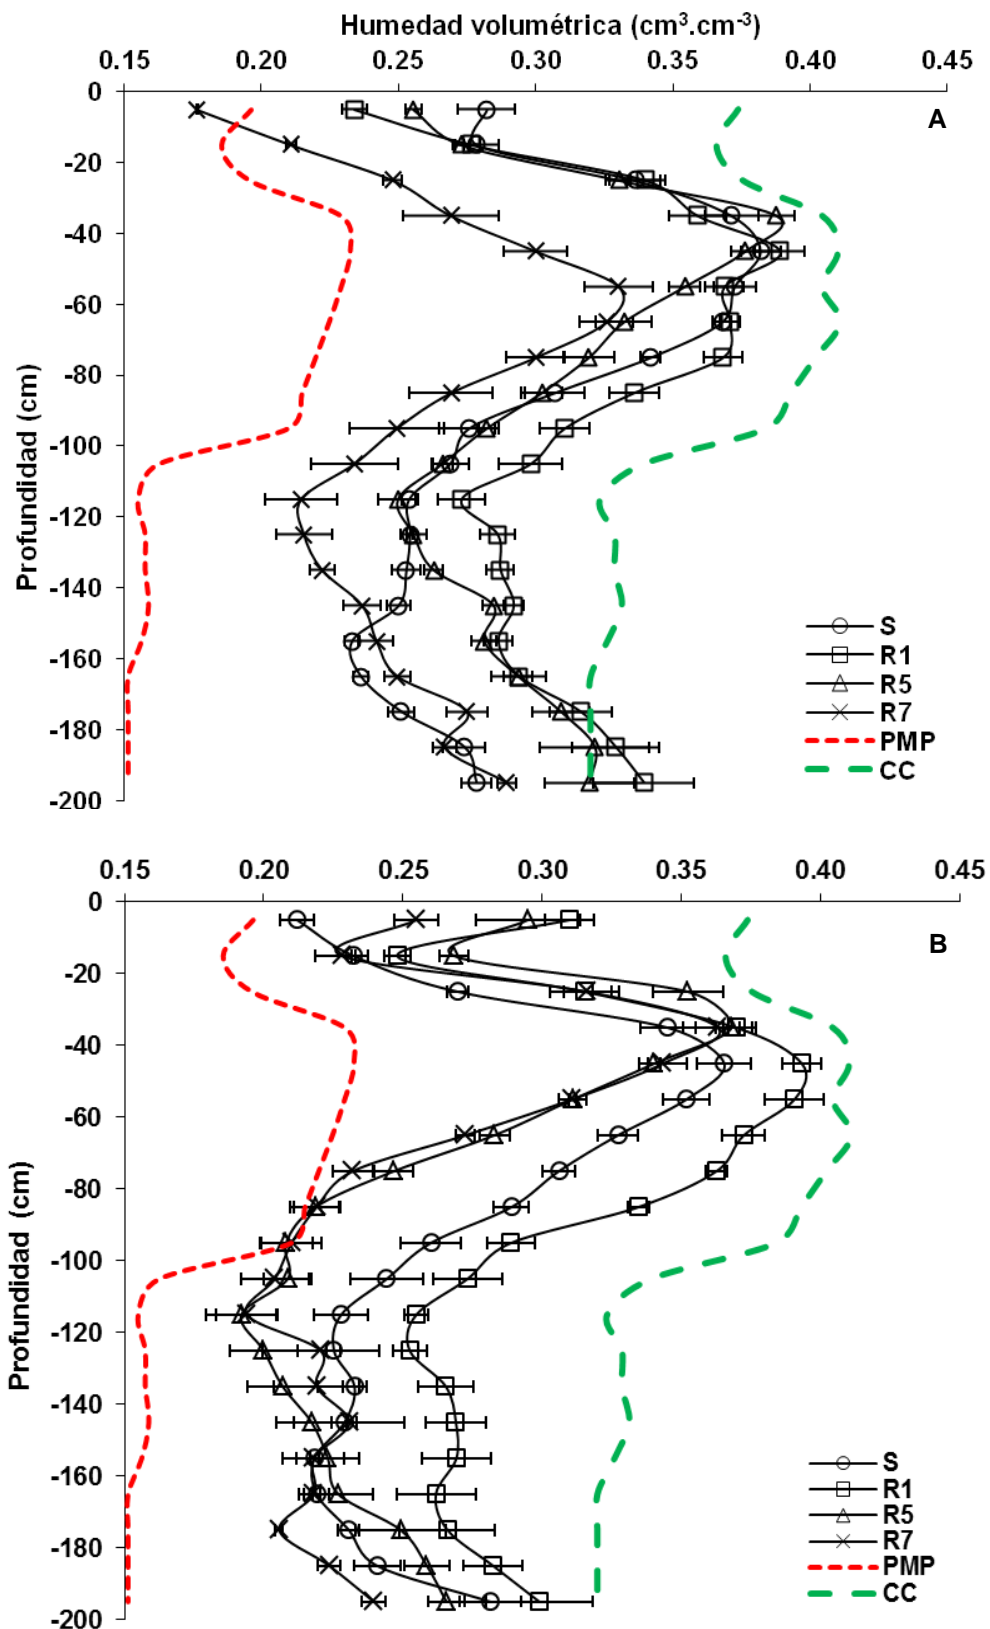 Humedad volumétrica (cm³.cm⁻³)
0.15 0.20 0.25 0.30 0.35 0.40 0.45
A
0
-20
-40
-60
-80
-100
-120
-140
-160
-180
-200
Profundidad (cm)
S
R1
R5
R7
PMP
CC
0.15 0.20 0.25 0.30 0.35 0.40 0.45
B
0
-20
-40
-60
-80
-100
-120
-140
-160
-180
-200
Profundidad (cm)
S
R1
R5
R7
PMP
CC